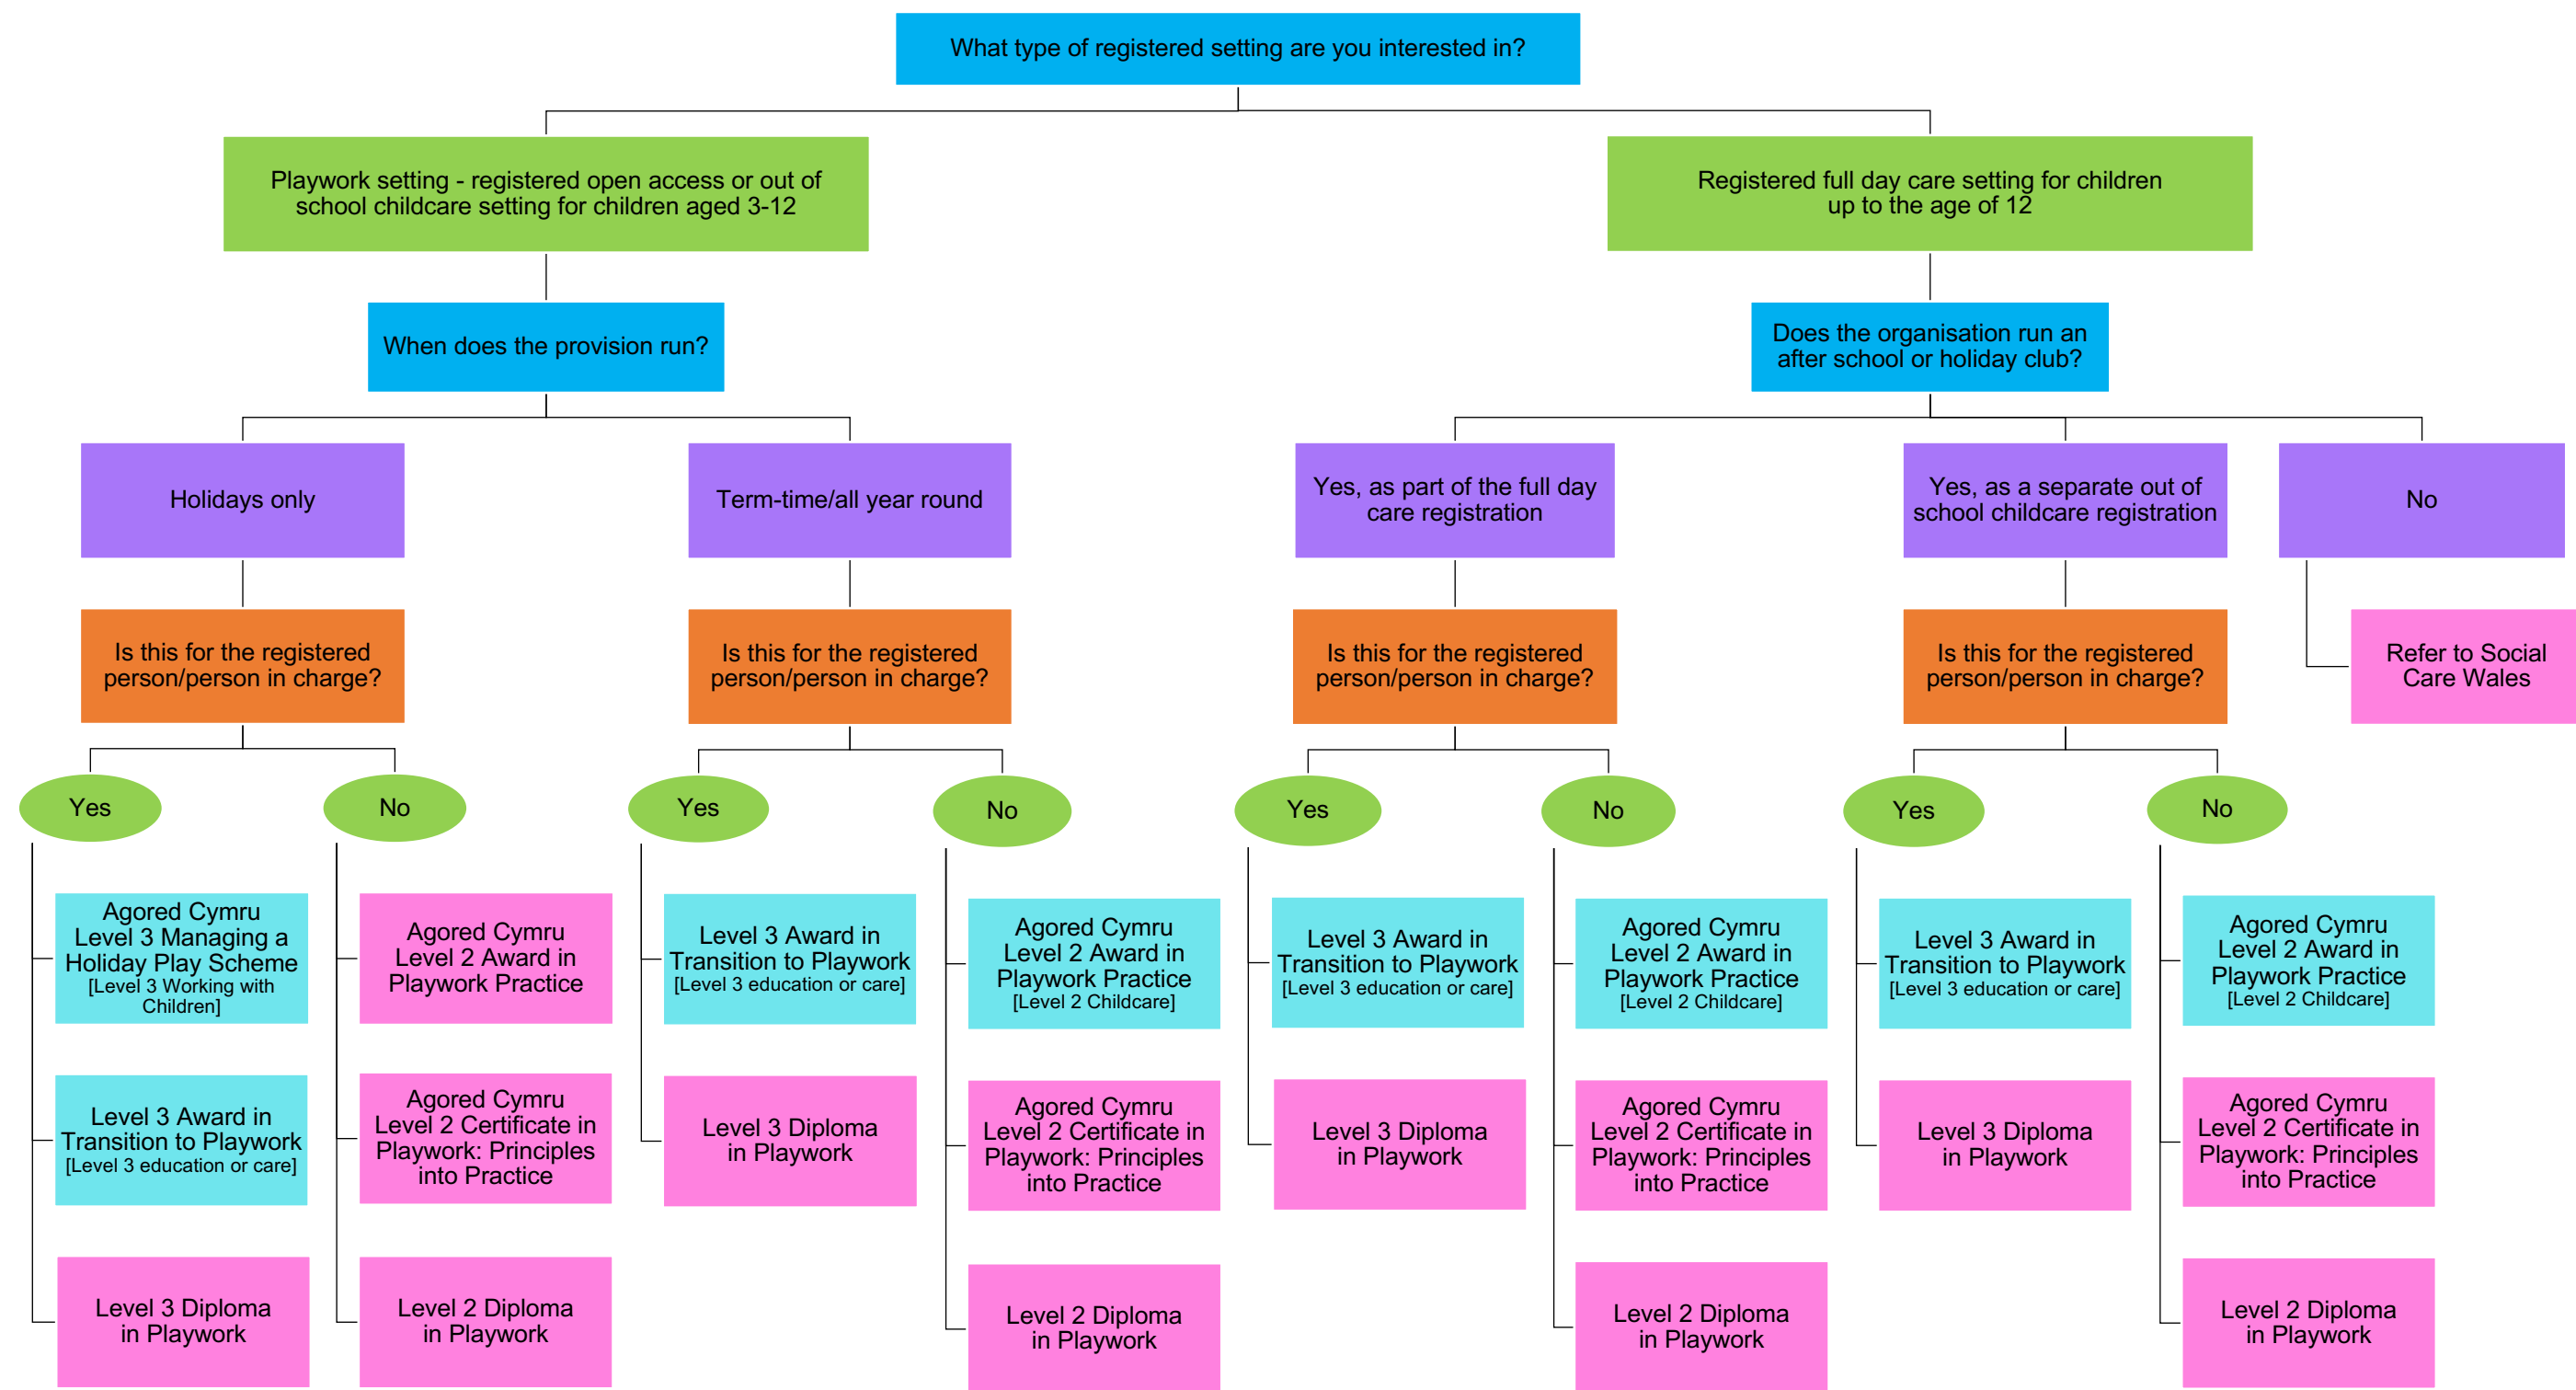 What type of registered setting are you interested in?
Playwork setting - registered open access or out of
school childcare setting for children aged 3-12
Registered full day care setting for children
up to the age of 12
When does the provision run?
Does the organisation run an
after school or holiday club?
Holidays only
Term-time/all year round
Yes, as part of the full day
care registration
Yes, as a separate out of
school childcare registration
No
Is this for the registered
person/person in charge?
Is this for the registered
person/person in charge?
Is this for the registered
person/person in charge?
Is this for the registered
person/person in charge?
Refer to Social
Care Wales
Yes
No
Yes
No
Yes
No
Yes
No
Agored Cymru
Level 3 Managing a
Holiday Play Scheme
[Level 3 Working with
Children]
Agored Cymru
Level 2 Award in
Playwork Practice
Level 3 Award in
Transition to Playwork
[Level 3 education or care]
Agored Cymru
Level 2 Award in
Playwork Practice
[Level 2 Childcare]
Level 3 Award in
Transition to Playwork
[Level 3 education or care]
Agored Cymru
Level 2 Award in
Playwork Practice
[Level 2 Childcare]
Level 3 Award in
Transition to Playwork
[Level 3 education or care]
Agored Cymru
Level 2 Award in
Playwork Practice
[Level 2 Childcare]
Level 3 Award in
Transition to Playwork
[Level 3 education or care]
Agored Cymru
Level 2 Certificate in
Playwork: Principles
into Practice
Level 3 Diploma
in Playwork
Agored Cymru
Level 2 Certificate in
Playwork: Principles
into Practice
Level 3 Diploma
in Playwork
Agored Cymru
Level 2 Certificate in
Playwork: Principles
into Practice
Level 3 Diploma
in Playwork
Agored Cymru
Level 2 Certificate in
Playwork: Principles
into Practice
Level 3 Diploma
in Playwork
Level 2 Diploma
in Playwork
Level 2 Diploma
in Playwork
Level 2 Diploma
in Playwork
Level 2 Diploma
in Playwork